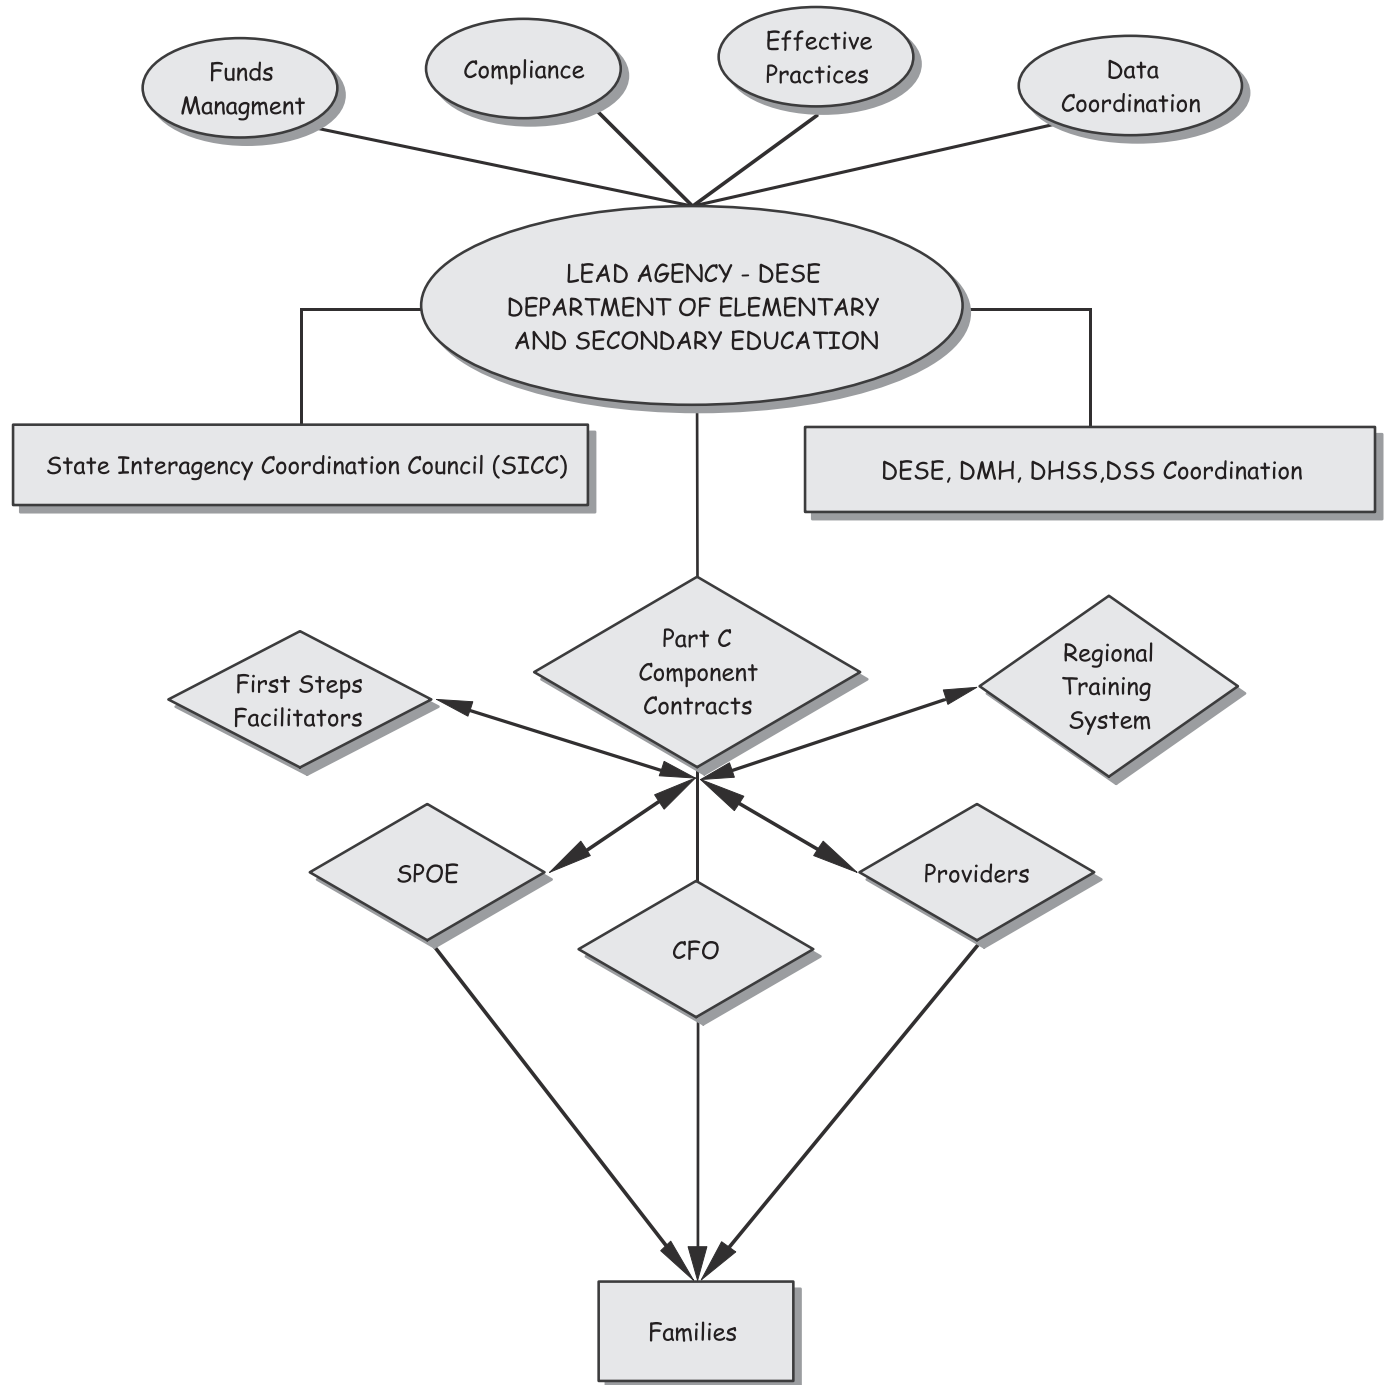 Funds
Managment
Compliance
Effective
Practices
Data
Coordination
LEAD AGENCY - DESE
DEPARTMENT OF ELEMENTARY
AND SECONDARY EDUCATION
State Interagency Coordination Council (SICC)
DESE, DMH, DHSS,DSS Coordination
Part C
Component
Contracts
First Steps
Facilitators
Regional
Training
System
SPOE
Providers
CFO
Families